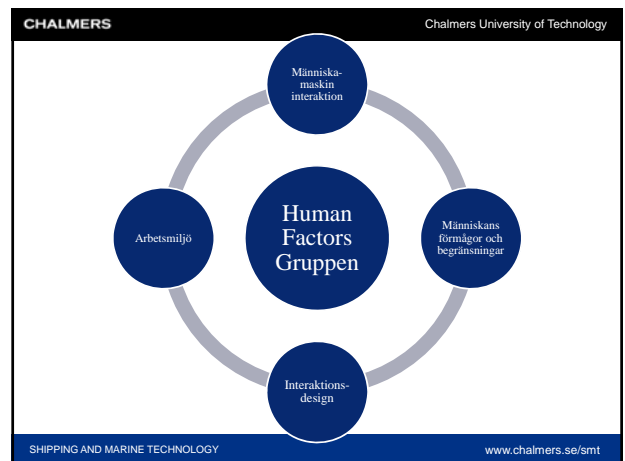 CHALMERS
Chalmers University of Technology
Människa-
maskin
interaktion
Human
Factors
Gruppen
Arbetsmiljö
Människans
förmågor och
begränsningar
Interaktions-
design
SHIPPING AND MARINE TECHNOLOGY
www.chalmers.se/smt